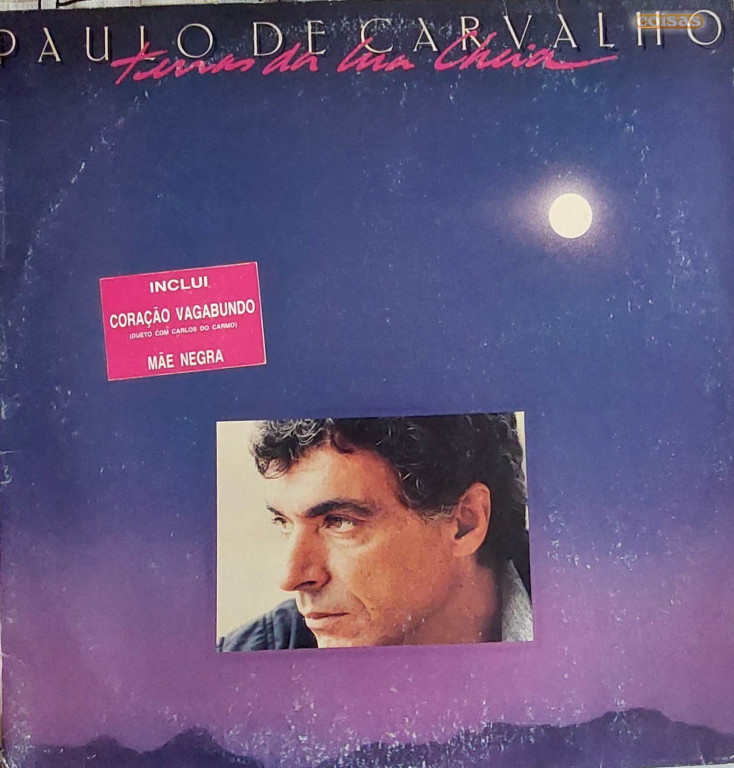 coisas
PAULO DE CARVALHO
terras da lua Cheia
INCLUI
CORAÇÃO VAGABUNDO
(DUETO COM CARLOS DO CARMO)
MÃE NEGRA